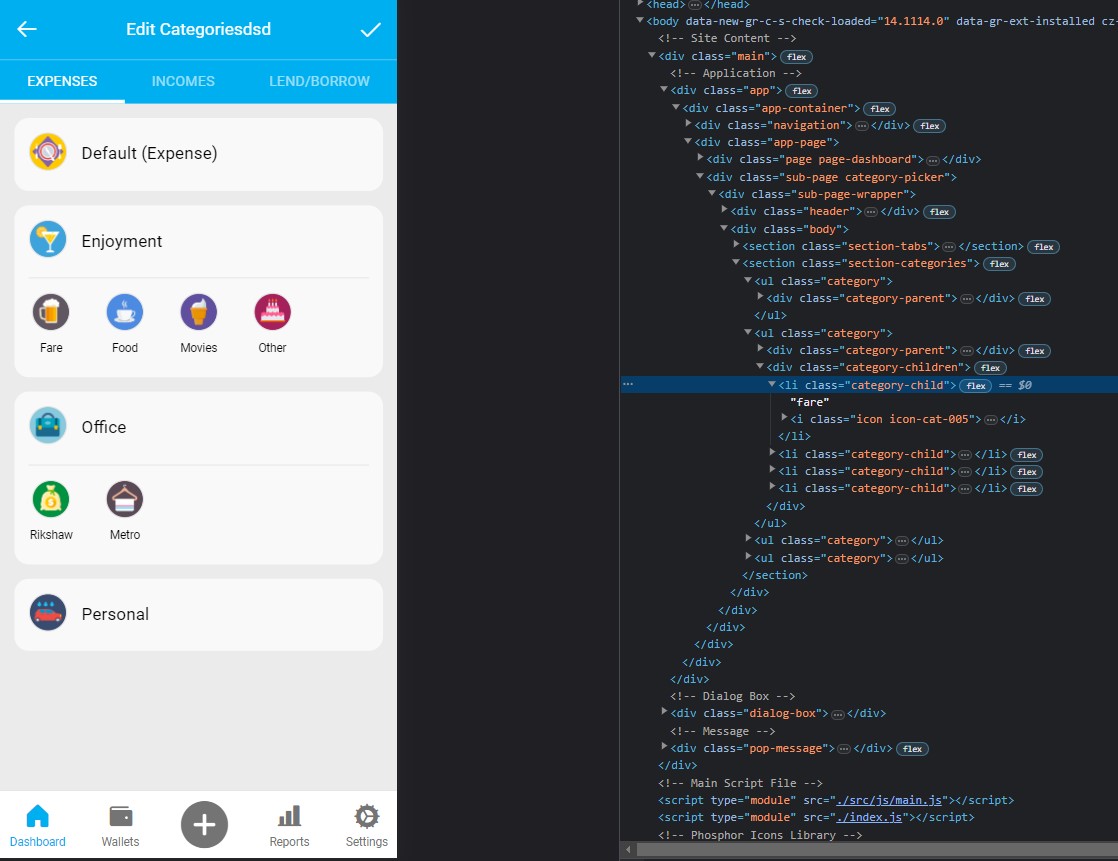 Edit Categoriesdsd
EXPENSES INCOMES LEND/BORROW
Default (Expense)
Enjoyment
Fare Food Movies Other
Office
Rikshaw Metro
Personal
Dashboard Wallets Reports Settings
<head> ⋯ </head>
<body data-new-gr-c-s-check-loaded="14.1114.0" data-gr-ext-installed cz-
<!-- Site Content -->
<div class="main"> flex
<!-- Application -->
<div class="app"> flex
<div class="app-container"> flex
<div class="navigation"> ⋯ </div> flex
<div class="app-page">
<div class="page page-dashboard"> ⋯ </div>
<div class="sub-page category-picker">
<div class="sub-page-wrapper">
<div class="header"> ⋯ </div> flex
<div class="body">
<section class="section-tabs"> ⋯ </section> flex
<section class="section-categories"> flex
<ul class="category">
<div class="category-parent"> ⋯ </div> flex
</ul>
<ul class="category">
<div class="category-parent"> ⋯ </div> flex
<div class="category-children"> flex
⋯ <li class="category-child"> flex == $0
"fare"
<i class="icon icon-cat-005"> ⋯ </i>
</li>
<li class="category-child"> ⋯ </li> flex
<li class="category-child"> ⋯ </li> flex
<li class="category-child"> ⋯ </li> flex
</div>
</ul>
<ul class="category"> ⋯ </ul>
<ul class="category"> ⋯ </ul>
</section>
</div>
</div>
</div>
</div>
</div>
</div>
<!-- Dialog Box -->
<div class="dialog-box"> ⋯ </div>
<!-- Message -->
<div class="pop-message"> ⋯ </div> flex
</div>
<!-- Main Script File -->
<script type="module" src="./src/js/main.js"></script>
<script type="module" src="./index.js"></script>
<!-- Phosphor Icons Library -->